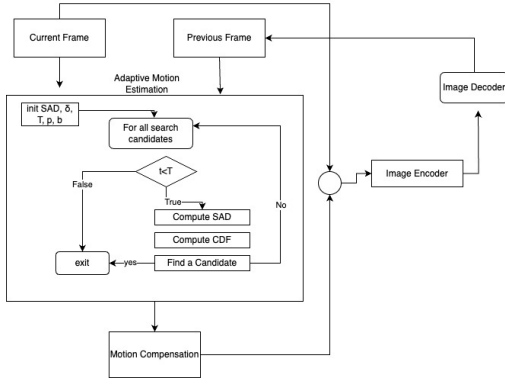 Current Frame
Previous Frame
Adaptive Motion
Estimation
Image Decoder
init SAD, δ,
T, p, b
For all search
candidates
t<T
False
True
No
Compute SAD
Compute CDF
Find a Candidate
yes
exit
Image Encoder
Motion Compensation